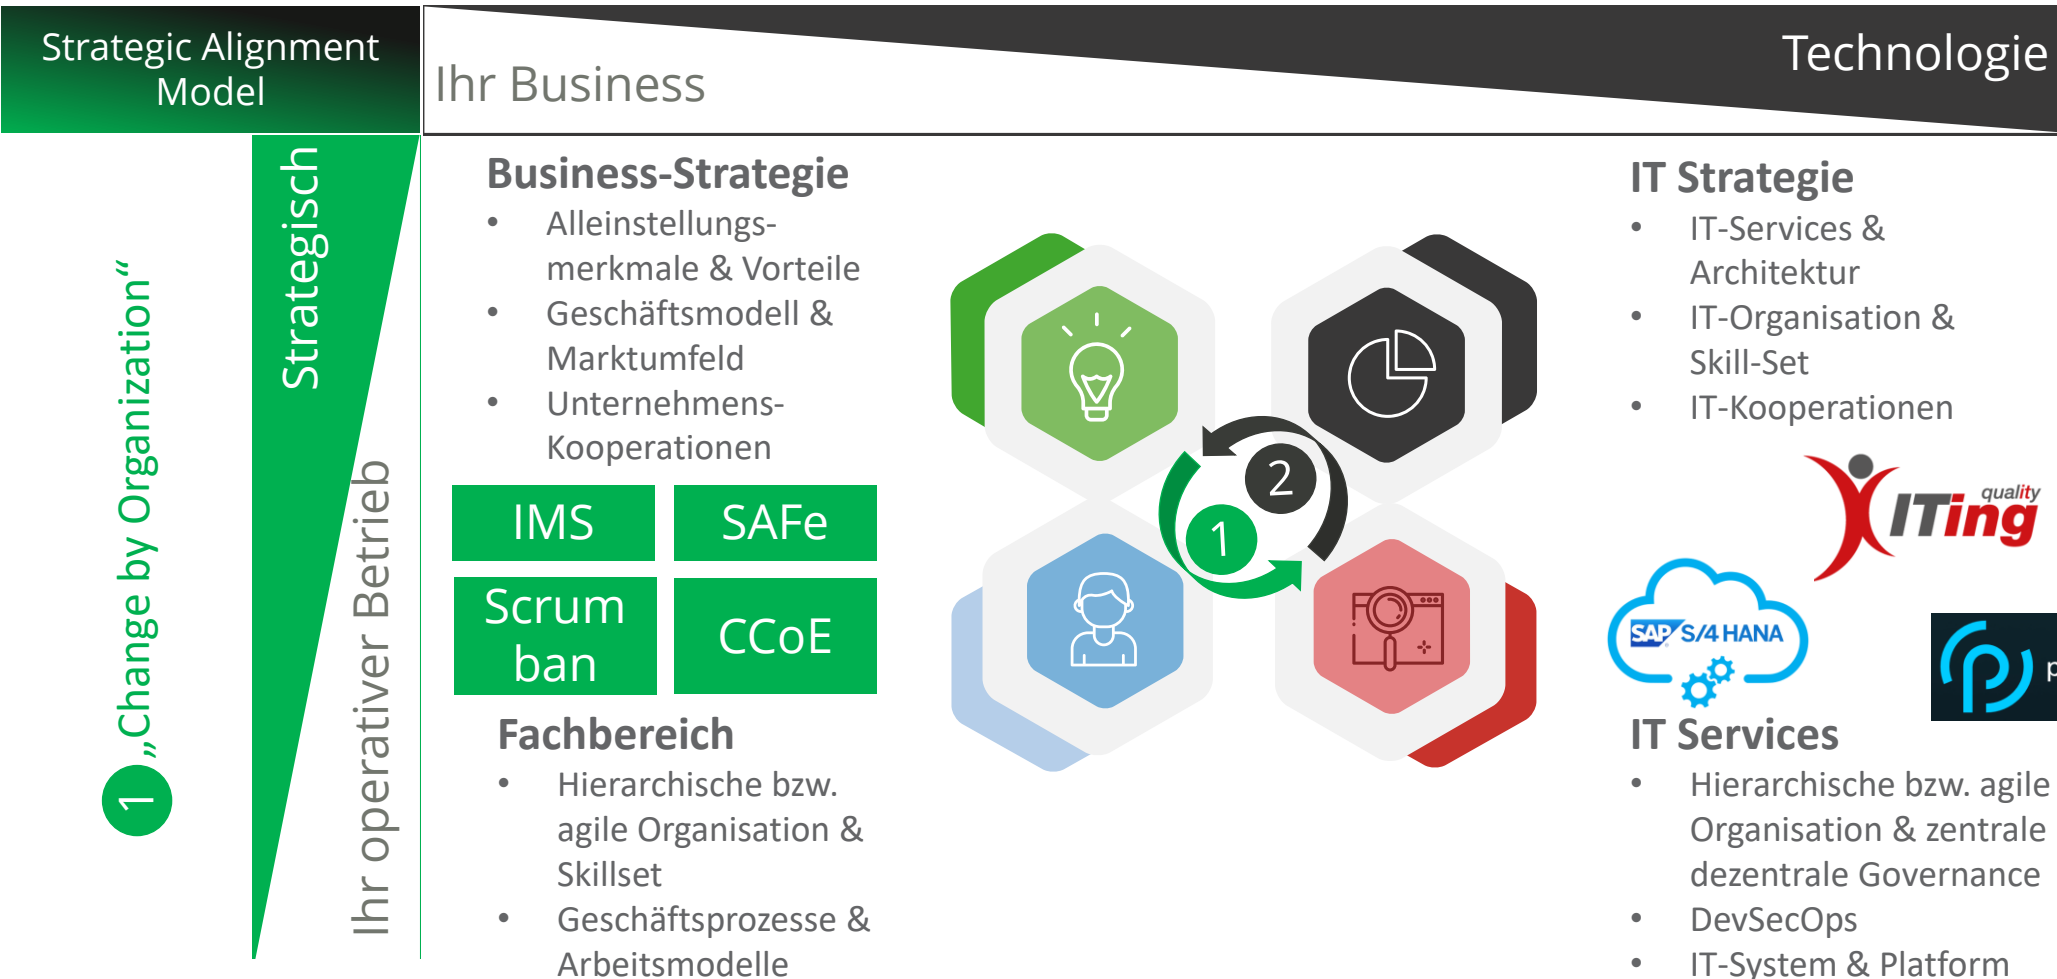 Strategic Alignment
Model
Ihr Business
Technologie
1 „Change by Organization“
Strategisch
Ihr operativer Betrieb
Business-Strategie
• Alleinstellungs-
merkmale & Vorteile
• Geschäftsmodell &
Marktumfeld
• Unternehmens-
Kooperationen
IMS
SAFe
Scrum
ban
CCoE
Fachbereich
• Hierarchische bzw.
agile Organisation &
Skillset
• Geschäftsprozesse &
Arbeitsmodelle
2
1
IT Strategie
• IT-Services &
Architektur
• IT-Organisation &
Skill-Set
• IT-Kooperationen
quality
ITing
SAP S/4 HANA
p
IT Services
• Hierarchische bzw. agile
Organisation & zentrale
dezentrale Governance
• DevSecOps
• IT-System & Platform